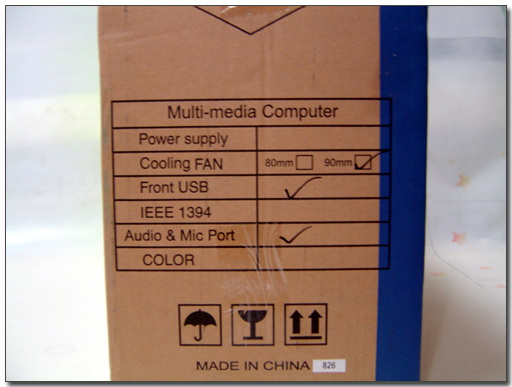 Multi-media Computer
Power supply
Cooling FAN 80mm 90mm
Front USB
IEEE 1394
Audio & Mic Port
COLOR
MADE IN CHINA 826